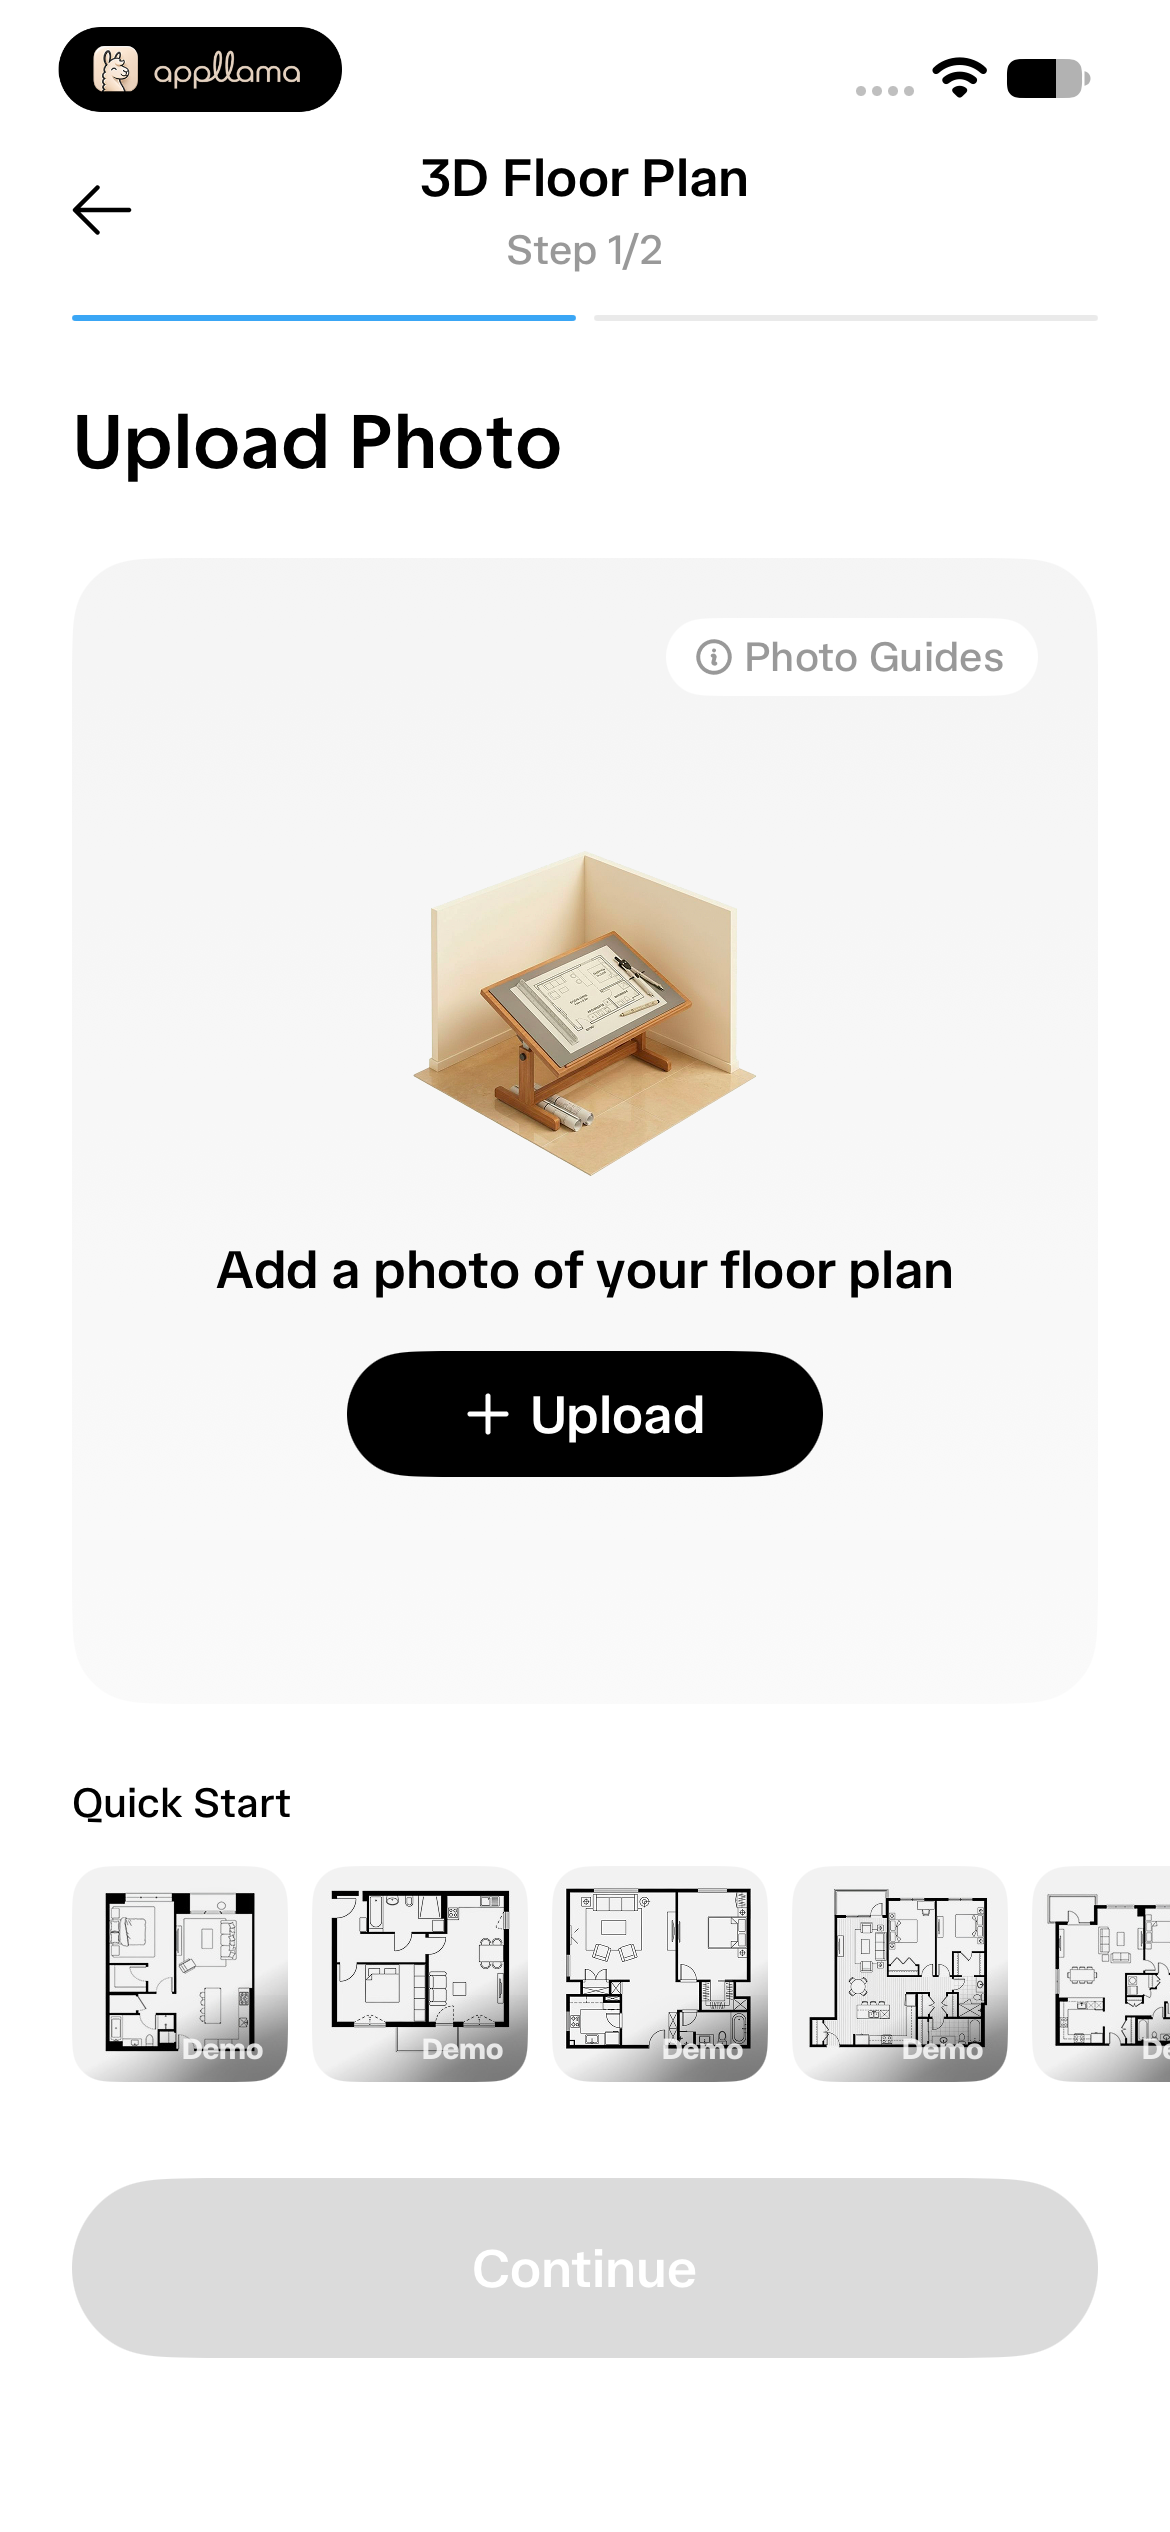 appllama
3D Floor Plan
Step 1/2
Upload Photo
Photo Guides
Add a photo of your floor plan
Upload
Quick Start
Demo
Demo
Demo
Demo
De
Continue